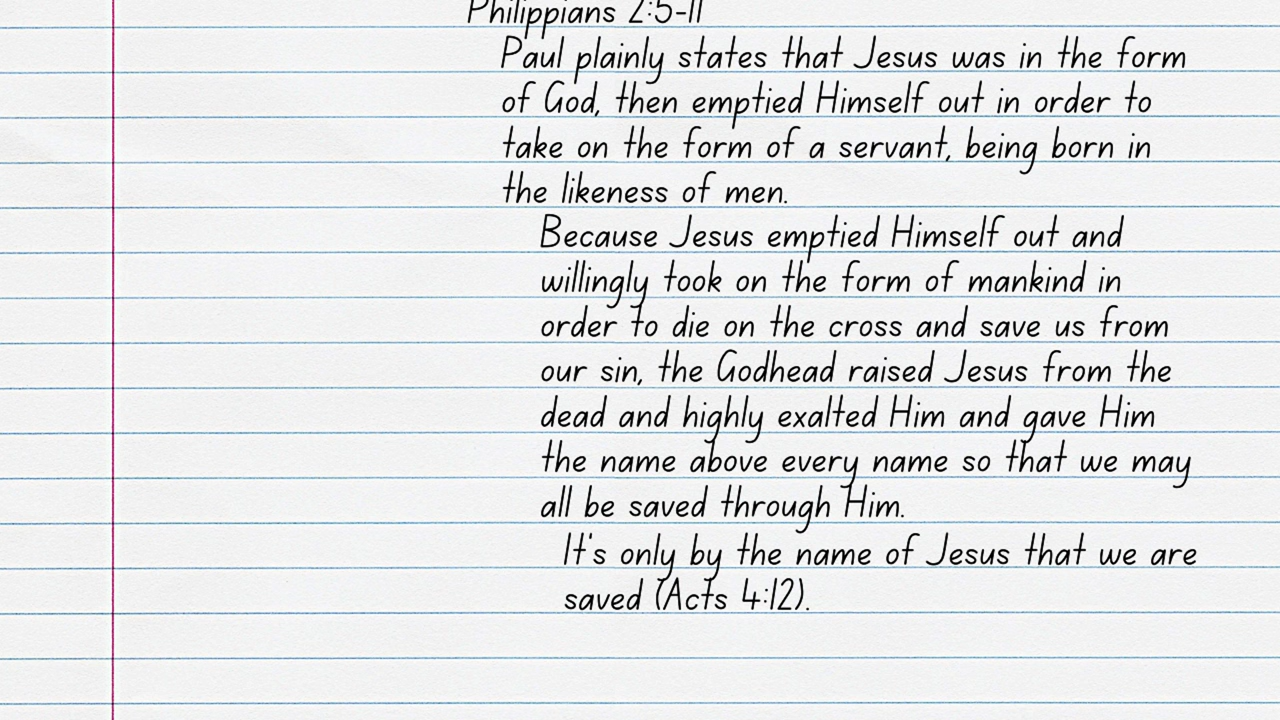 Philippians 2:5-11
Paul plainly states that Jesus was in the form
of God, then emptied Himself out in order to
take on the form of a servant, being born in
the likeness of men.
Because Jesus emptied Himself out and
willingly took on the form of mankind in
order to die on the cross and save us from
our sin, the Godhead raised Jesus from the
dead and highly exalted Him and gave Him
the name above every name so that we may
all be saved through Him.
It's only by the name of Jesus that we are
saved (Acts 4:12).